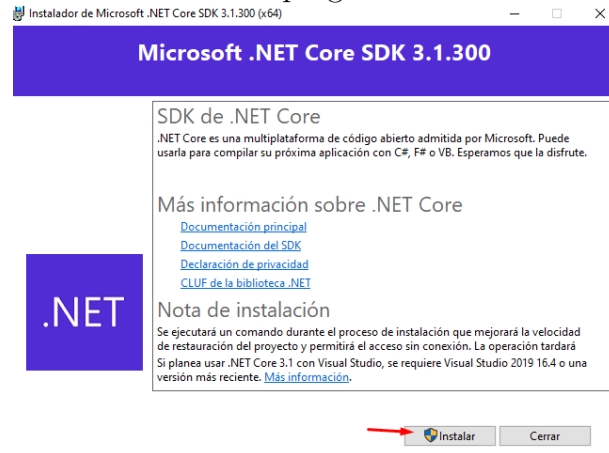 Instalador de Microsoft .NET Core SDK 3.1.300 (x64)
Microsoft .NET Core SDK 3.1.300
SDK de .NET Core
.NET Core es una multiplataforma de código abierto admitida por Microsoft. Puede
usarla para compilar su próxima aplicación con C#, F# o VB. Esperamos que la disfrute.
Más información sobre .NET Core
Documentación principal
Documentación del SDK
Declaración de privacidad
CLUF de la biblioteca .NET
.NET
Nota de instalación
Se ejecutará un comando durante el proceso de instalación que mejorará la velocidad
de restauración del proyecto y permitirá el acceso sin conexión. La operación tardará
Si planea usar .NET Core 3.1 con Visual Studio, se requiere Visual Studio 2019 16.4 o una
versión más reciente. Más información.
Instalar Cerrar